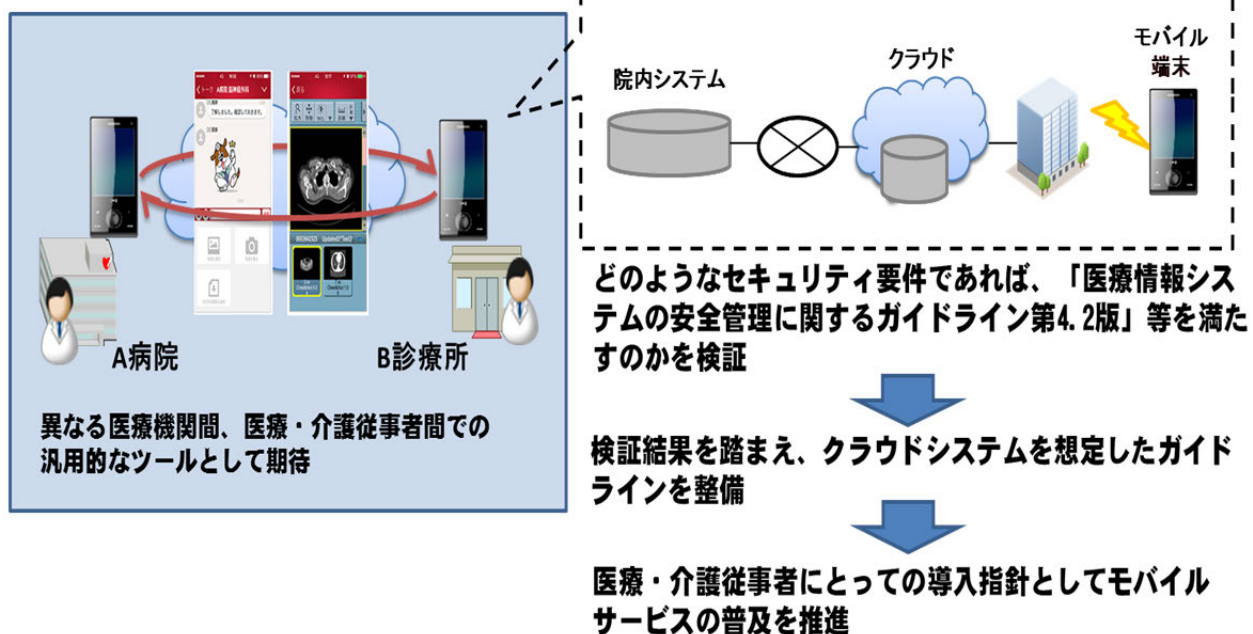 A病院
B診療所
異なる医療機関間、医療・介護従事者間での
汎用的なツールとして期待
院内システム
クラウド
モバイル
端末
どのようなセキュリティ要件であれば、「医療情報シス
テムの安全管理に関するガイドライン第4.2版」等を満た
すのかを検証
検証結果を踏まえ、クラウドシステムを想定したガイド
ラインを整備
医療・介護従事者にとっての導入指針としてモバイル
サービスの普及を推進